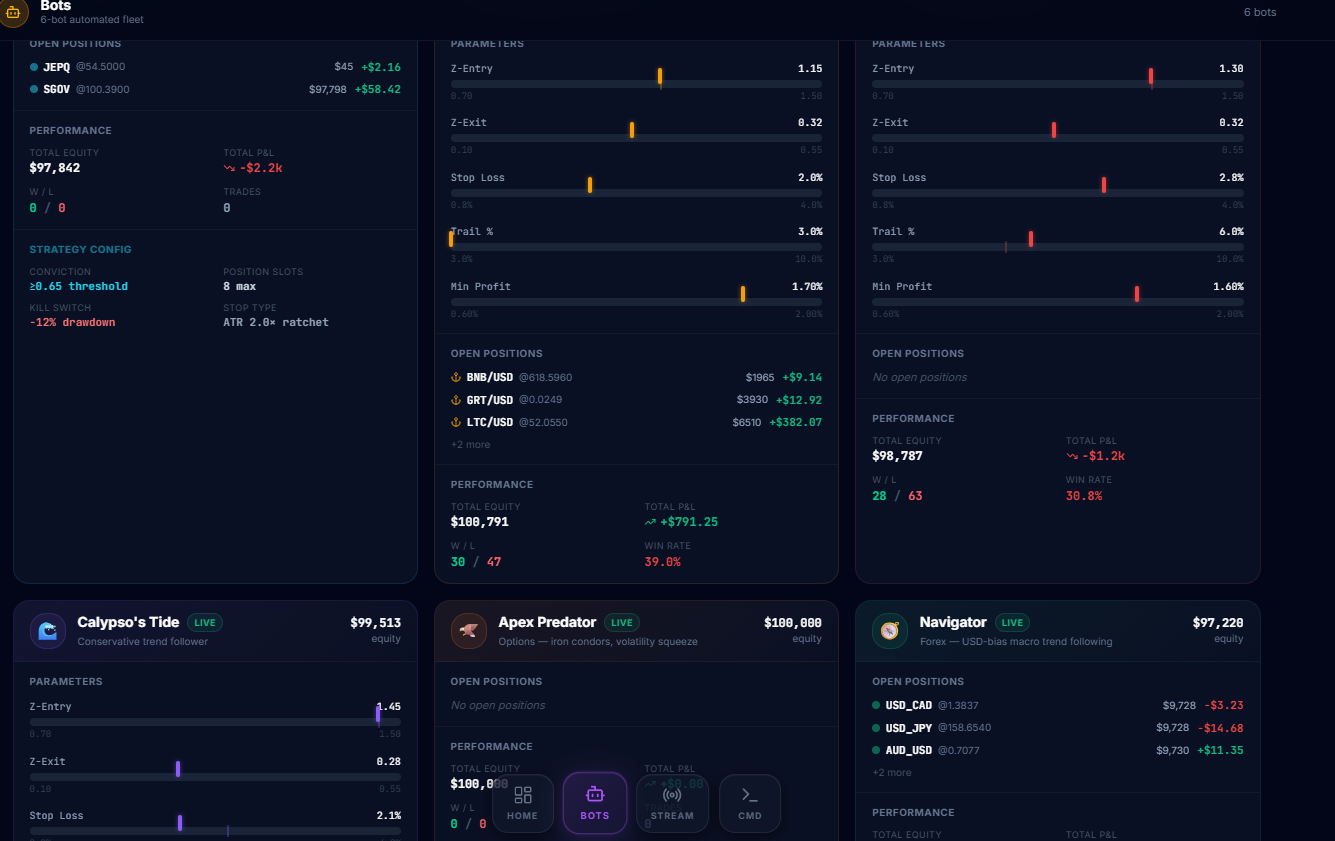 Bots
6-bot automated fleet
6 bots
OPEN POSITIONS
JEPQ @54.5000 $45 +$2.16
SGOV @100.3900 $97,798 +$58.42
PERFORMANCE
TOTAL EQUITY TOTAL P&L
$97,842 -$2.2k
W / L TRADES
0 / 0 0
STRATEGY CONFIG
CONVICTION POSITION SLOTS
≥0.65 threshold 8 max
KILL SWITCH STOP TYPE
-12% drawdown ATR 2.0× ratchet
PARAMETERS
Z-Entry 1.15
0.70 1.50
Z-Exit 0.32
0.10 0.55
Stop Loss 2.0%
0.8% 4.0%
Trail % 3.0%
3.0% 10.0%
Min Profit 1.70%
0.60% 2.00%
OPEN POSITIONS
BNB/USD @618.5960 $1965 +$9.14
GRT/USD @0.0249 $3930 +$12.92
LTC/USD @52.0550 $6510 +$382.07
+2 more
PERFORMANCE
TOTAL EQUITY TOTAL P&L
$100,791 +$791.25
W / L WIN RATE
30 / 47 39.0%
PARAMETERS
Z-Entry 1.30
0.70 1.50
Z-Exit 0.32
0.10 0.55
Stop Loss 2.8%
0.8% 4.0%
Trail % 6.0%
3.0% 10.0%
Min Profit 1.60%
0.60% 2.00%
OPEN POSITIONS
No open positions
PERFORMANCE
TOTAL EQUITY TOTAL P&L
$98,787 -$1.2k
W / L WIN RATE
28 / 63 30.8%
Calypso's Tide LIVE $99,513
Conservative trend follower equity
PARAMETERS
Z-Entry 1.45
0.70 1.50
Z-Exit 0.28
0.10 0.55
Stop Loss 2.1%
Apex Predator LIVE $100,000
Options — iron condors, volatility squeeze equity
OPEN POSITIONS
No open positions
PERFORMANCE
TOTAL EQUITY TOTAL P&L
$100,000 +$0.00
W / L
0 / 0 0
Navigator LIVE $97,220
Forex — USD-bias macro trend following equity
OPEN POSITIONS
USD_CAD @1.3837 $9,728 -$3.23
USD_JPY @158.6540 $9,728 -$14.68
AUD_USD @0.7077 $9,730 +$11.35
+2 more
PERFORMANCE
TOTAL EQUITY TOTAL P&L
HOME BOTS STREAM CMD